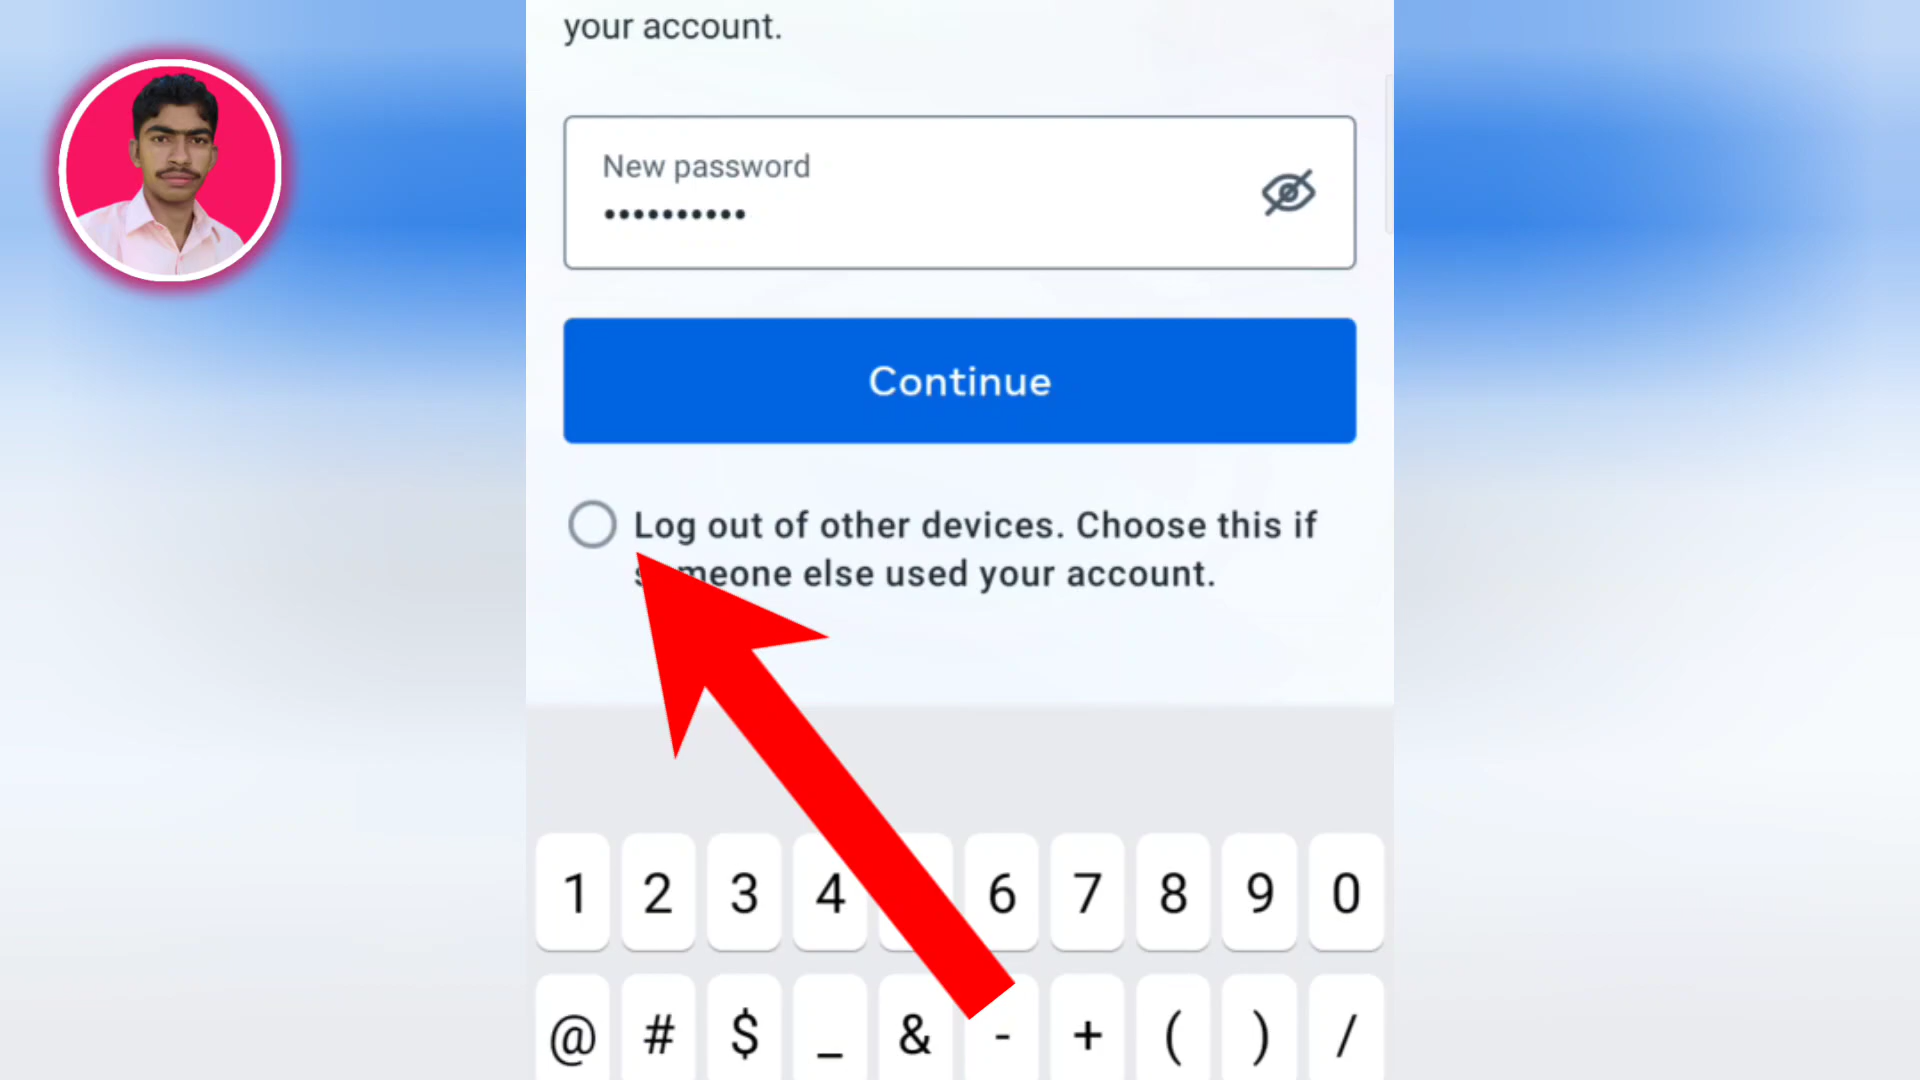 your account.
New password
Continue
Log out of other devices. Choose this if
someone else used your account.
1 2 3 4 6 7 8 9 0
@ # $ _ & - + ( ) /